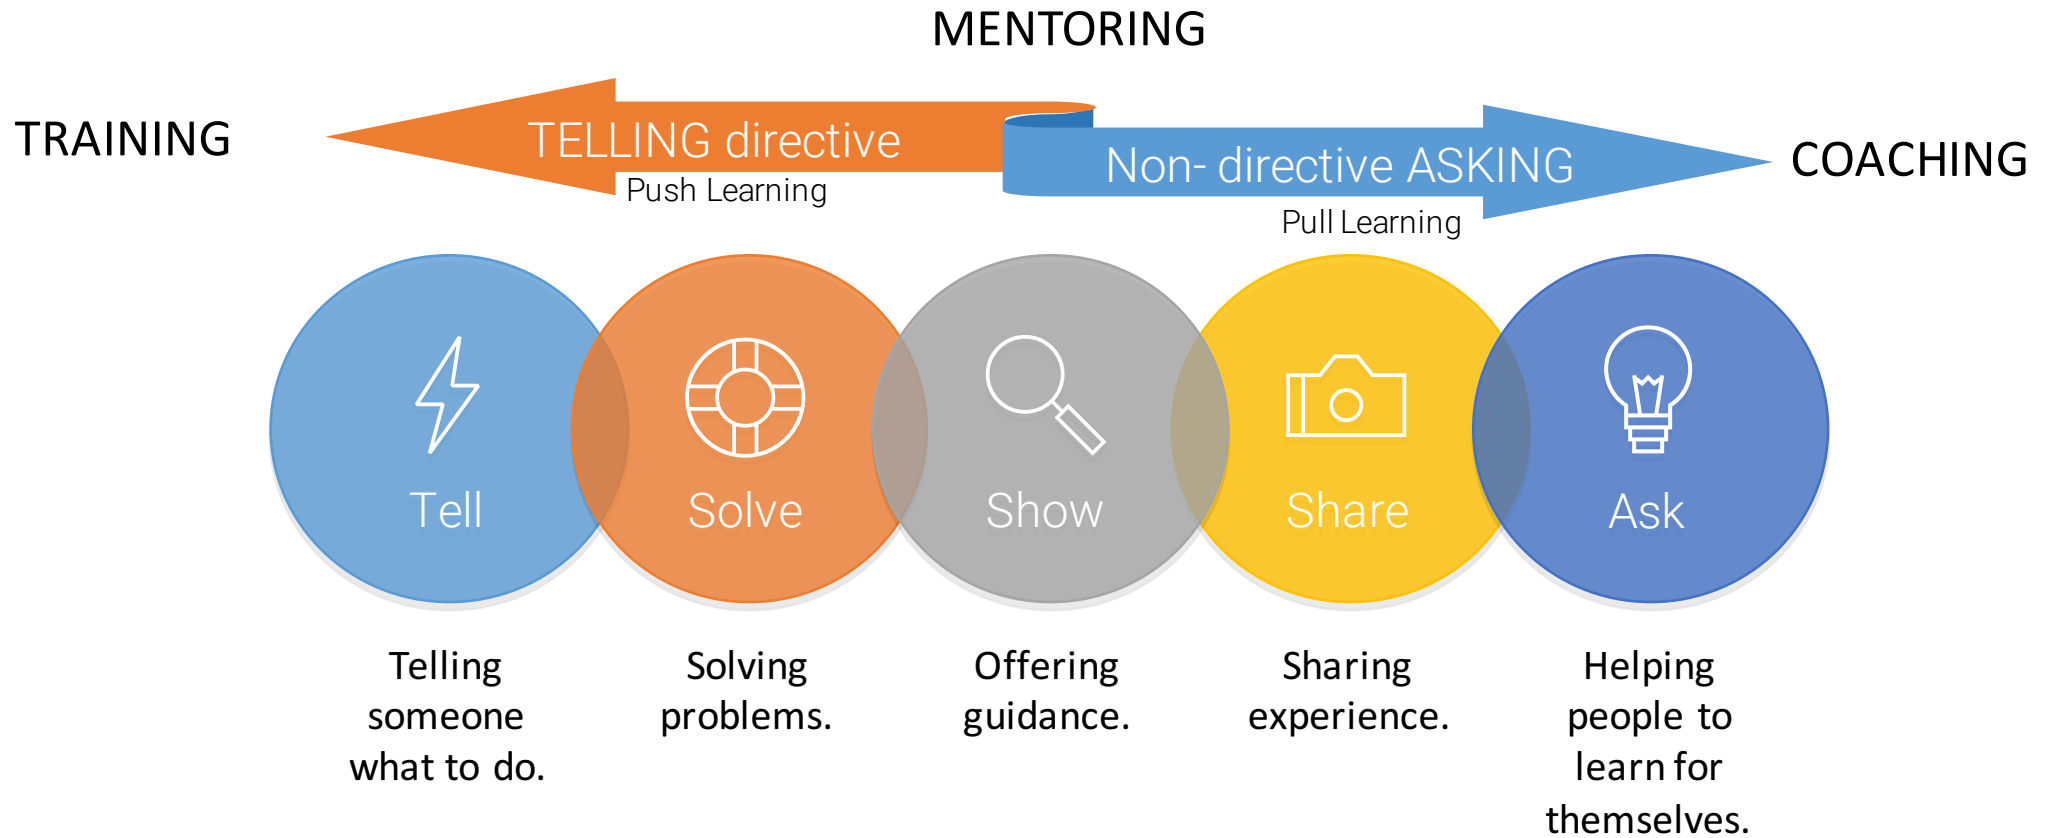 MENTORING
TRAINING
TELLING directive
Push Learning
Non- directive ASKING
Pull Learning
COACHING
Tell
Solve
Show
Share
Ask
Telling
someone
what to do.
Solving
problems.
Offering
guidance.
Sharing
experience.
Helping
people to
learn for
themselves.